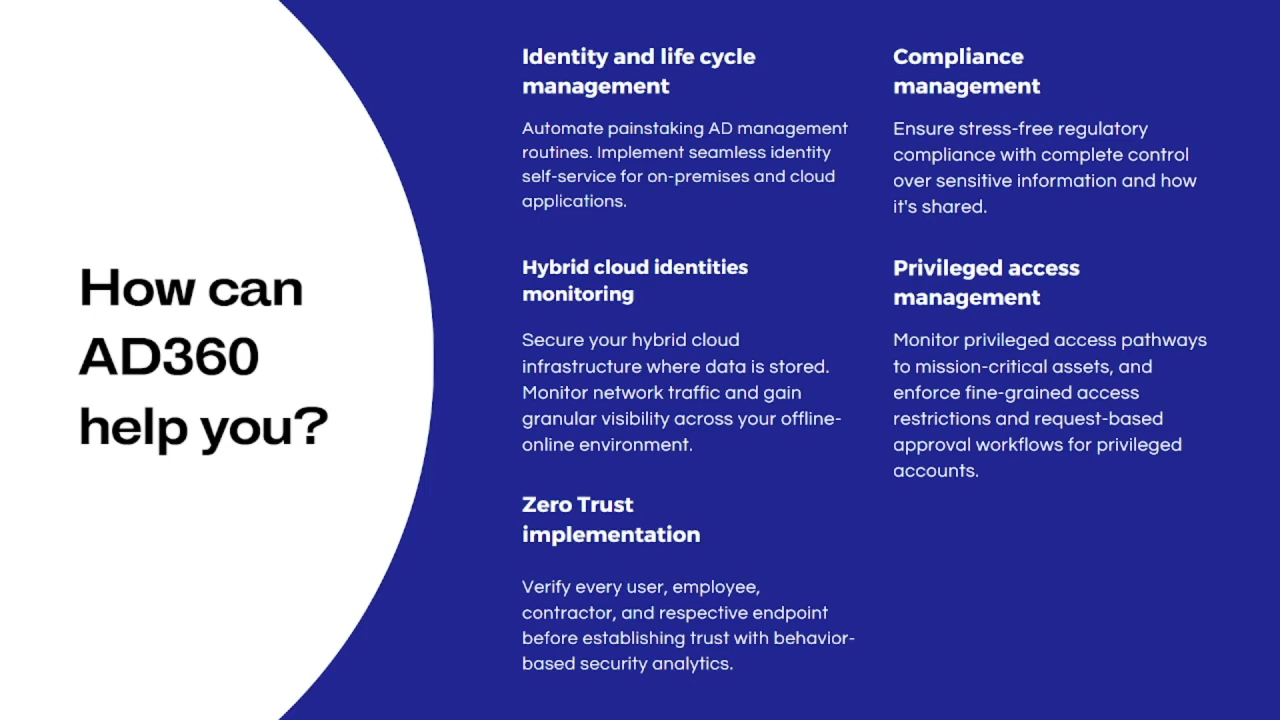 How can
AD360
help you?
Identity and life cycle
management
Automate painstaking AD management
routines. Implement seamless identity
self-service for on-premises and cloud
applications.
Hybrid cloud identities
monitoring
Secure your hybrid cloud
infrastructure where data is stored.
Monitor network traffic and gain
granular visibility across your offline-
online environment.
Zero Trust
implementation
Verify every user, employee,
contractor, and respective endpoint
before establishing trust with behavior-
based security analytics.
Compliance
management
Ensure stress-free regulatory
compliance with complete control
over sensitive information and how
it's shared.
Privileged access
management
Monitor privileged access pathways
to mission-critical assets, and
enforce fine-grained access
restrictions and request-based
approval workflows for privileged
accounts.